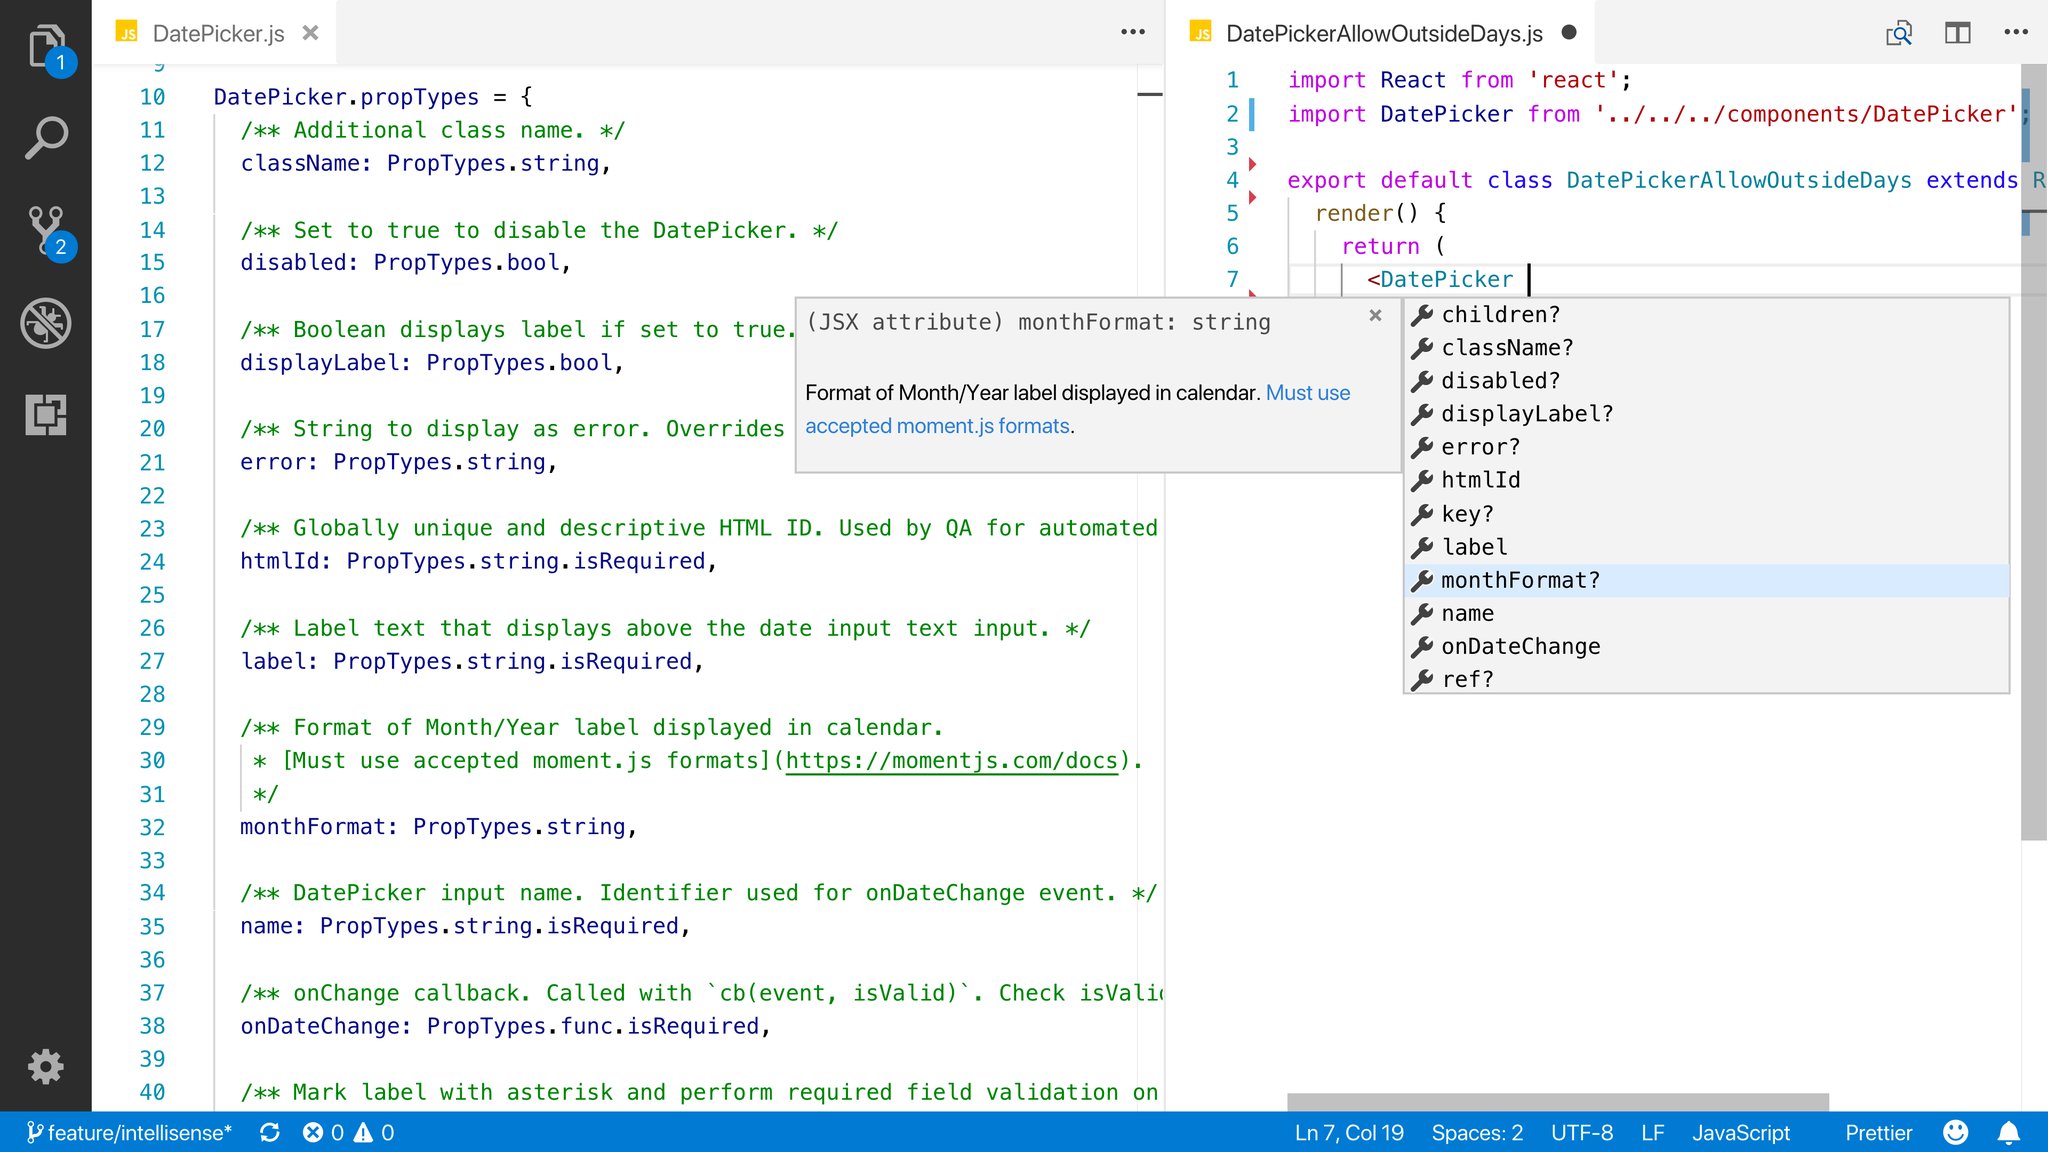 1
2
JS DatePicker.js
9
10 DatePicker.propTypes = {
11 /** Additional class name. */
12 className: PropTypes.string,
13
14 /** Set to true to disable the DatePicker. */
15 disabled: PropTypes.bool,
16
17 /** Boolean displays label if set to true.
18 displayLabel: PropTypes.bool,
19
20 /** String to display as error. Overrides
21 error: PropTypes.string,
22
23 /** Globally unique and descriptive HTML ID. Used by QA for automated
24 htmlId: PropTypes.string.isRequired,
25
26 /** Label text that displays above the date input text input. */
27 label: PropTypes.string.isRequired,
28
29 /** Format of Month/Year label displayed in calendar.
30 * [Must use accepted moment.js formats](https://momentjs.com/docs).
31 */
32 monthFormat: PropTypes.string,
33
34 /** DatePicker input name. Identifier used for onDateChange event. */
35 name: PropTypes.string.isRequired,
36
37 /** onChange callback. Called with `cb(event, isValid)`. Check isValid
38 onDateChange: PropTypes.func.isRequired,
39
40 /** Mark label with asterisk and perform required field validation on
JS DatePickerAllowOutsideDays.js
1 import React from 'react';
2 import DatePicker from '../../../components/DatePicker';
3
4 export default class DatePickerAllowOutsideDays extends R
5 render() {
6 return (
7 <DatePicker
(JSX attribute) monthFormat: string
Format of Month/Year label displayed in calendar. Must use
accepted moment.js formats.
children?
className?
disabled?
displayLabel?
error?
htmlId
key?
label
monthFormat?
name
onDateChange
ref?
feature/intellisense* 0 0 Ln 7, Col 19 Spaces: 2 UTF-8 LF JavaScript Prettier